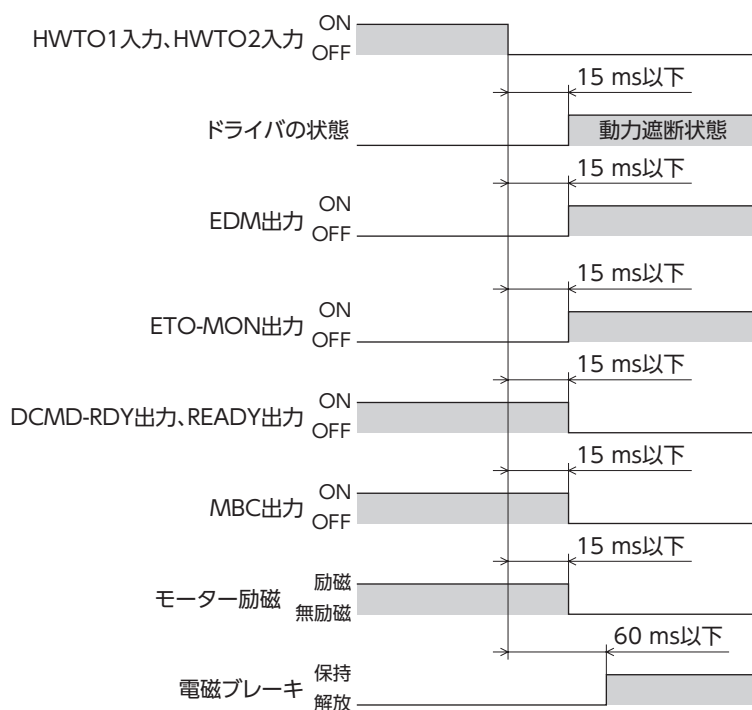 HWTO1入力、HWTO2入力 ON
OFF
15 ms以下
ドライバの状態 動力遮断状態
15 ms以下
EDM出力 ON
OFF
15 ms以下
ETO-MON出力 ON
OFF
15 ms以下
DCMD-RDY出力、READY出力 ON
OFF
15 ms以下
MBC出力 ON
OFF
15 ms以下
モーター励磁 励磁
無励磁
60 ms以下
電磁ブレーキ 保持
解放